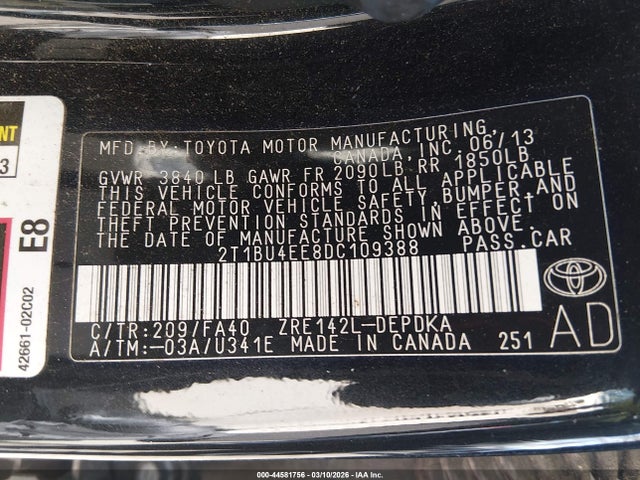 MFD. BY: TOYOTA MOTOR MANUFACTURING,
CANADA, INC. 06/13
GVWR 3840 LB GAWR FR 2090LB RR 1850LB
THIS VEHICLE CONFORMS TO ALL APPLICABLE
FEDERAL MOTOR VEHICLE SAFETY, BUMPER, AND
THEFT PREVENTION STANDARDS IN EFFECT ON
THE DATE OF MANUFACTURE SHOWN ABOVE.
2T1BU4EE8DC109388 PASS.CAR
C/TR:209/FA40 ZRE142L-DEPDKA
A/TM:-03A/U341E MADE IN CANADA 251
AD
E8
42661-02C02
3
000-44581756 — 03/10/2026 — IAA Inc.